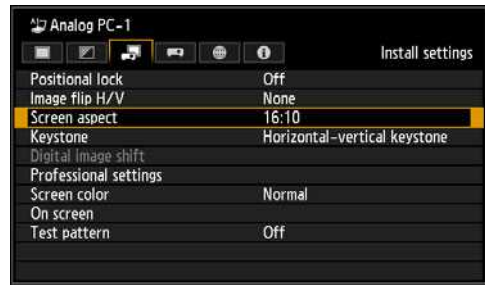 Analog PC-1
Install settings
Positional lock Off
Image flip H/V None
Screen aspect 16:10
Keystone Horizontal-vertical keystone
Digital image shift
Professional settings
Screen color Normal
On screen
Test pattern Off